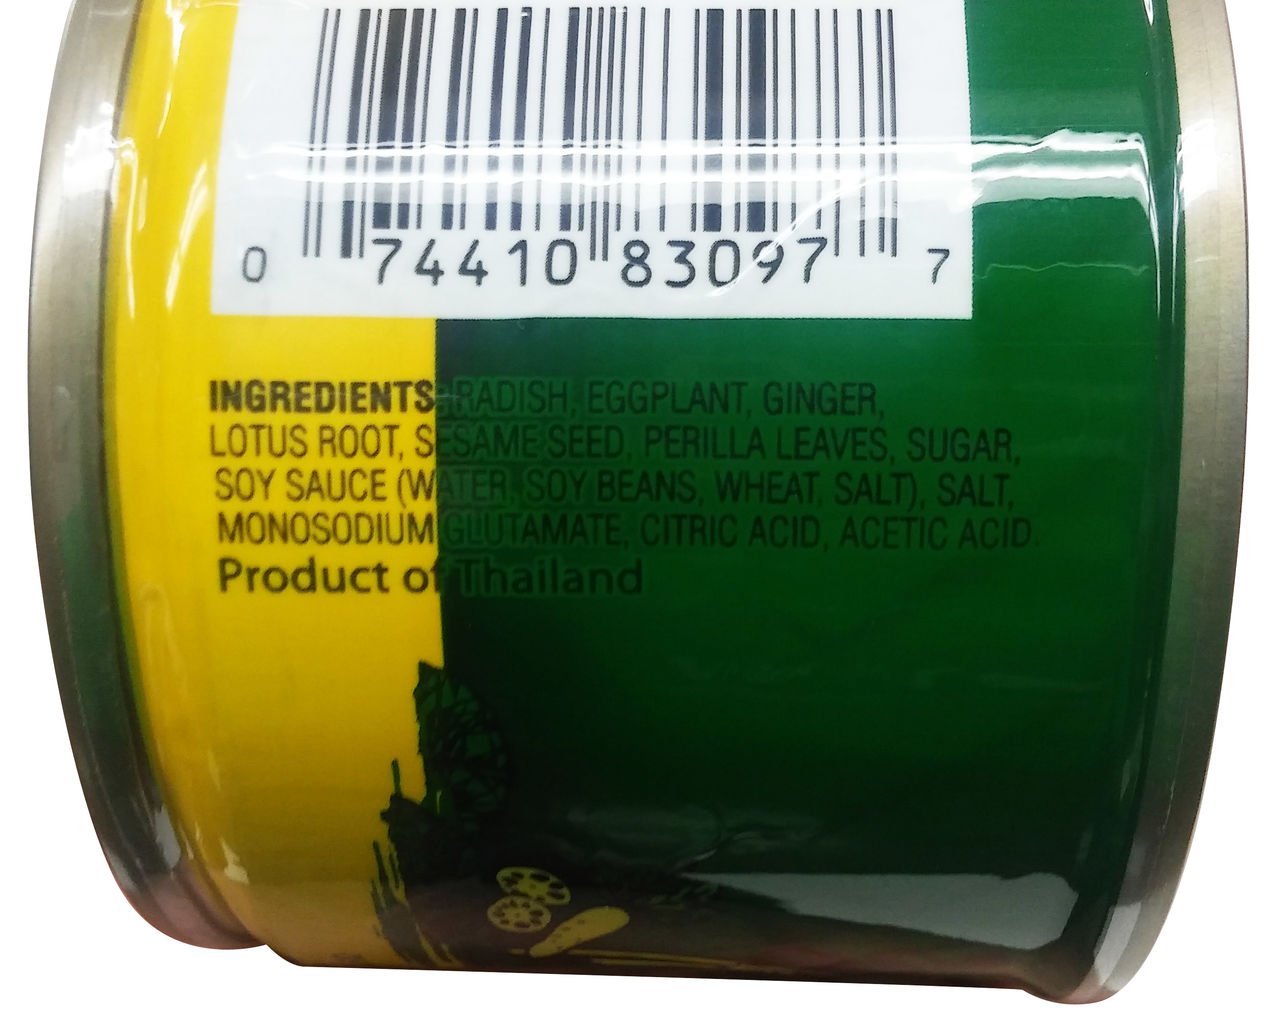 0 74410 83097 7
INGREDIENTS: RADISH, EGGPLANT, GINGER,
LOTUS ROOT, SESAME SEED, PERILLA LEAVES, SUGAR,
SOY SAUCE (WATER, SOY BEANS, WHEAT, SALT), SALT,
MONOSODIUM GLUTAMATE, CITRIC ACID, ACETIC ACID.
Product of Thailand